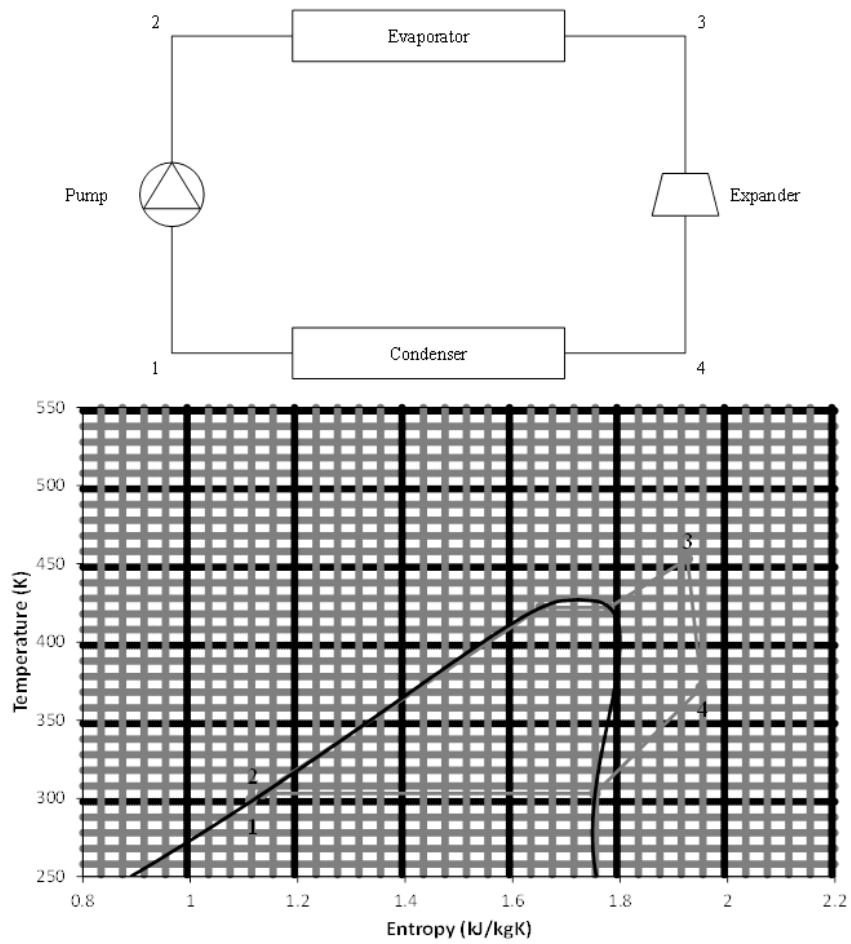 2
Evaporator
3
Pump
Expander
1
Condenser
4
550
500
450
400
350
300
250
Temperature (K)
3
4
2
1
0.8 1 1.2 1.4 1.6 1.8 2 2.2
Entropy (kJ/kgK)